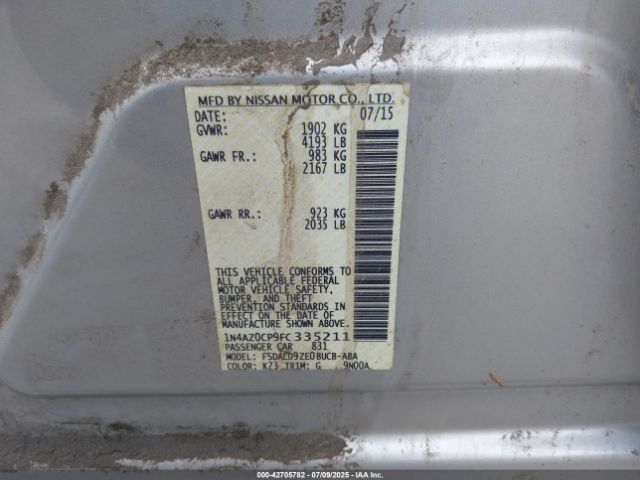 MFD BY NISSAN MOTOR CO., LTD.
DATE: 07/15
GVWR: 1902 KG
4193 LB
GAWR FR.: 983 KG
2167 LB
GAWR RR.: 923 KG
2035 LB
THIS VEHICLE CONFORMS TO
ALL APPLICABLE FEDERAL
MOTOR VEHICLE SAFETY,
BUMPER, AND THEFT
PREVENTION STANDARDS IN
EFFECT ON THE DATE OF
MANUFACTURE SHOWN ABOVE.
1N4AZ0CP9FC335211
PASSENGER CAR 831
MODEL: FSDALD9ZE0BUCB-ABA
COLOR: K23 TRIM: G 9N00A
000-42705782 - 07/09/2025 - IAA Inc.